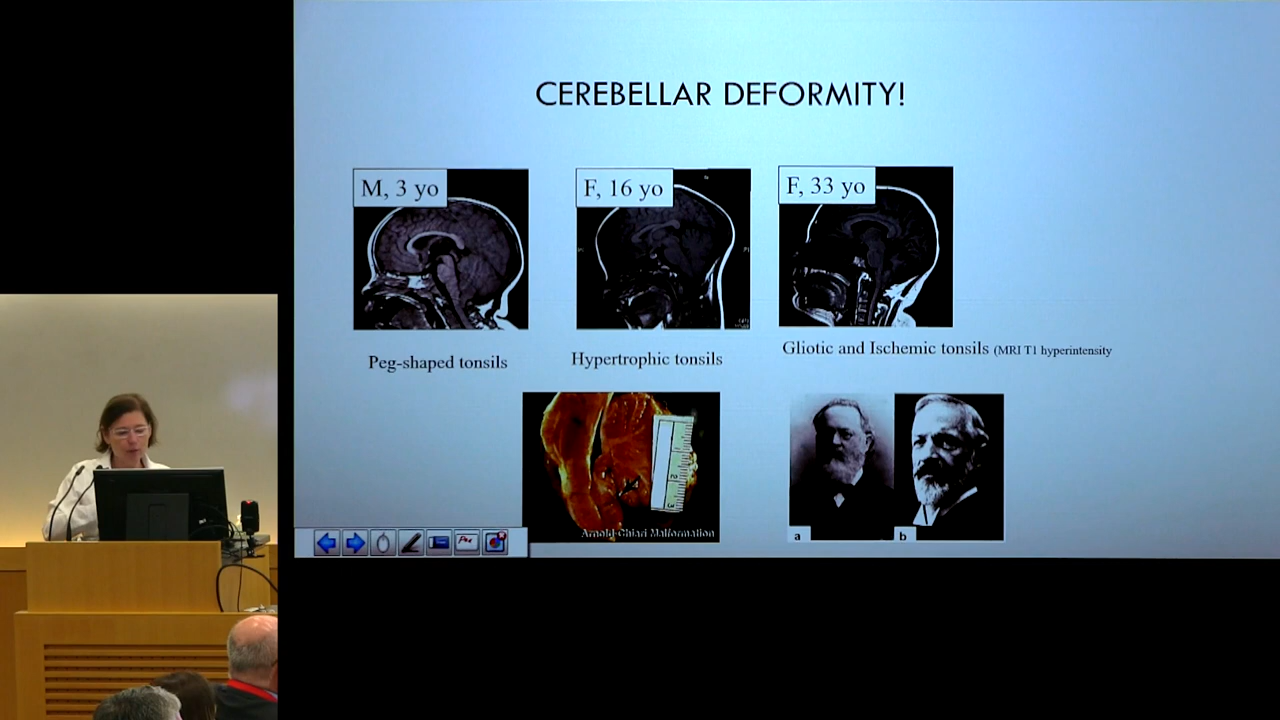 CEREBELLAR DEFORMITY!
M, 3 yo
F, 16 yo
F, 33 yo
Peg-shaped tonsils
Hypertrophic tonsils
Gliotic and Ischemic tonsils (MRI T1 hyperintensity
Arnold-Chiari Malformation
a
b